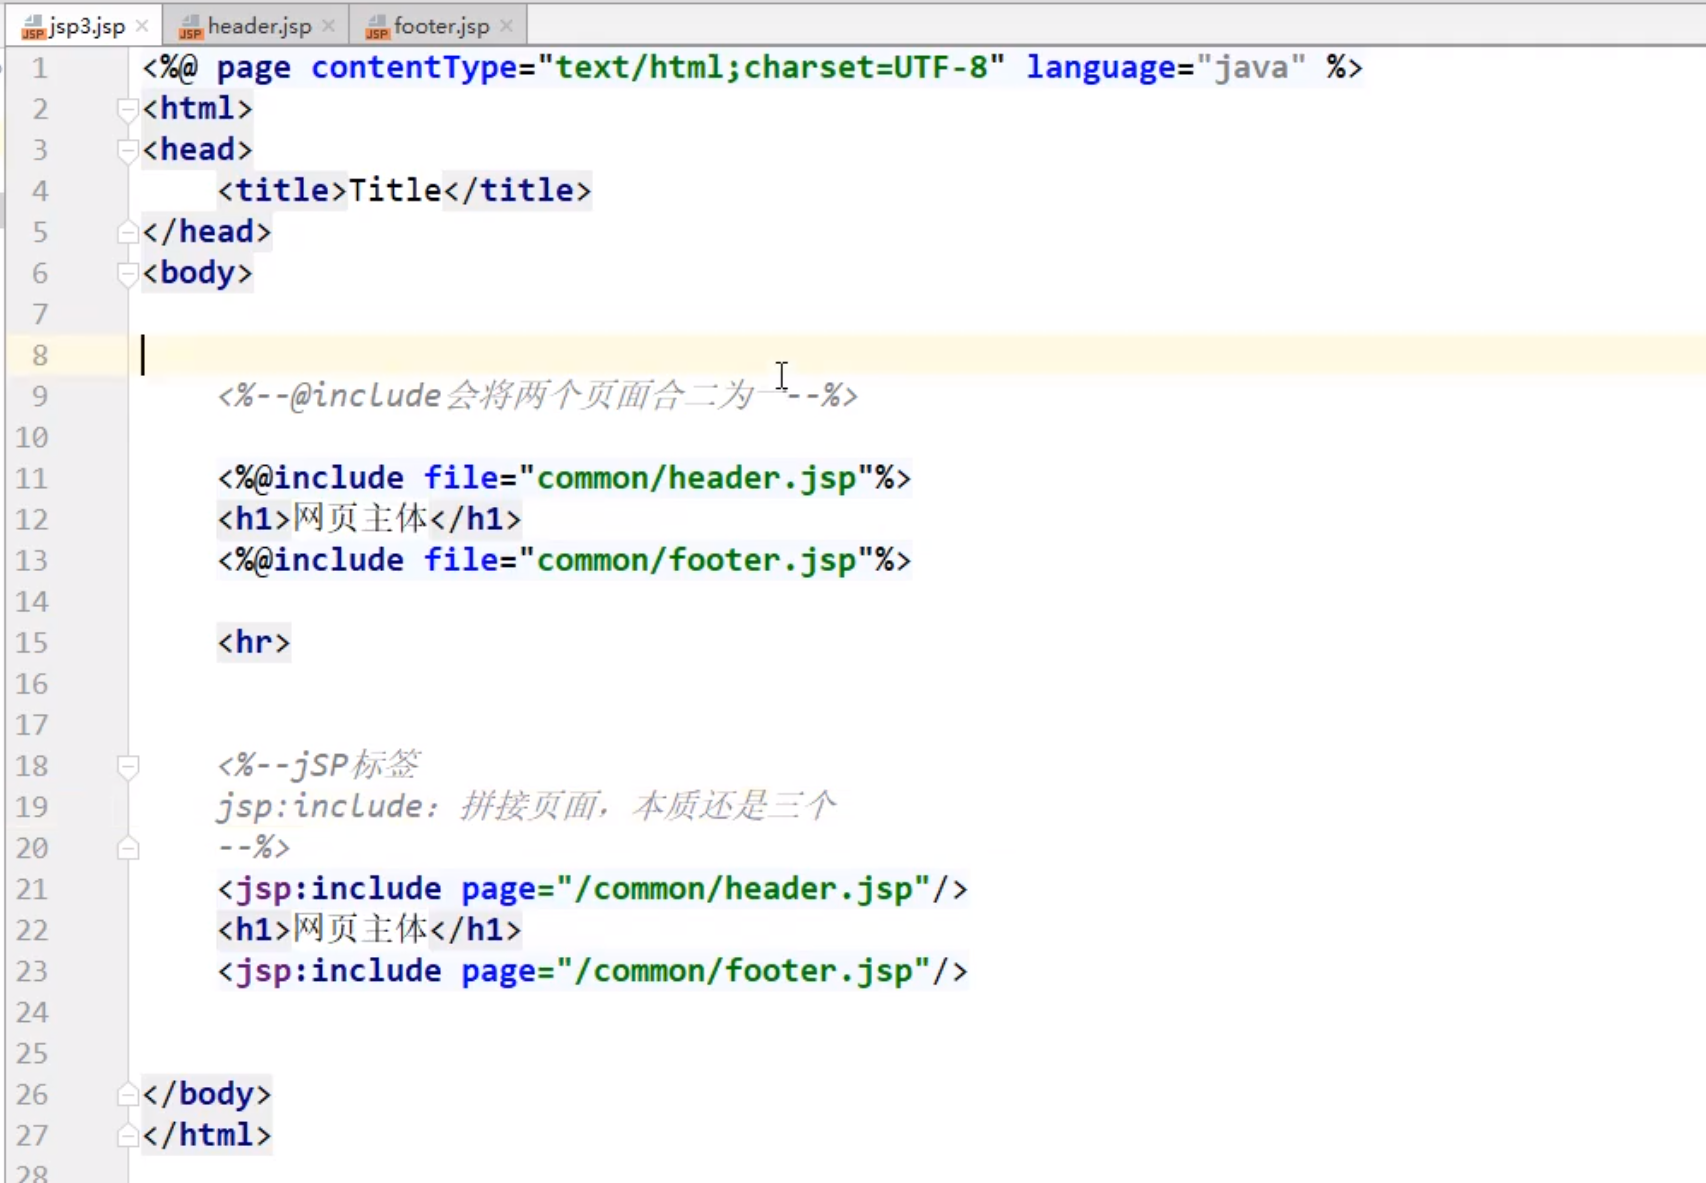 jsp3.jsp header.jsp footer.jsp
1 <%@ page contentType="text/html;charset=UTF-8" language="java" %>
2 <html>
3 <head>
4 <title>Title</title>
5 </head>
6 <body>
7
8
9 <%--@include会将两个页面合二为一--%>
10
11 <%@include file="common/header.jsp"%>
12 <h1>网页主体</h1>
13 <%@include file="common/footer.jsp"%>
14
15 <hr>
16
17
18 <%--jSP标签
19 jsp:include：拼接页面，本质还是三个
20 --%>
21 <jsp:include page="/common/header.jsp"/>
22 <h1>网页主体</h1>
23 <jsp:include page="/common/footer.jsp"/>
24
25
26 </body>
27 </html>
28